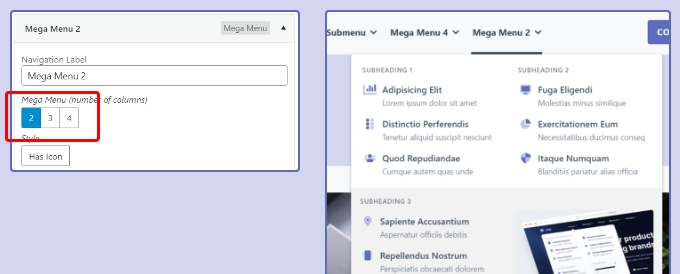 Mega Menu 2
Mega Menu
Navigation Label
Mega Menu 2
Mega Menu (number of columns)
2 3 4
Style
Has Icon
Submenu Mega Menu 4 Mega Menu 2 CO
SUBHEADING 1
Adipisicing Elit
Lorem ipsum dolor sit amet
Distinctio Perferendis
Tenetur aliquid suscipit nesciunt
Quod Repudiandae
Cumque autem quas unde
SUBHEADING 2
Fuga Eligendi
Molestias minus similique
Exercitationem Eum
Necessitatibus ducimus conseq
Itaque Numquam
Blanditiis pariatur alias officia
SUBHEADING 3
Sapiente Accusantium
Aspernatur officiis debitis
Repellendus Nostrum
Perspiciatis obcaecati dolorem